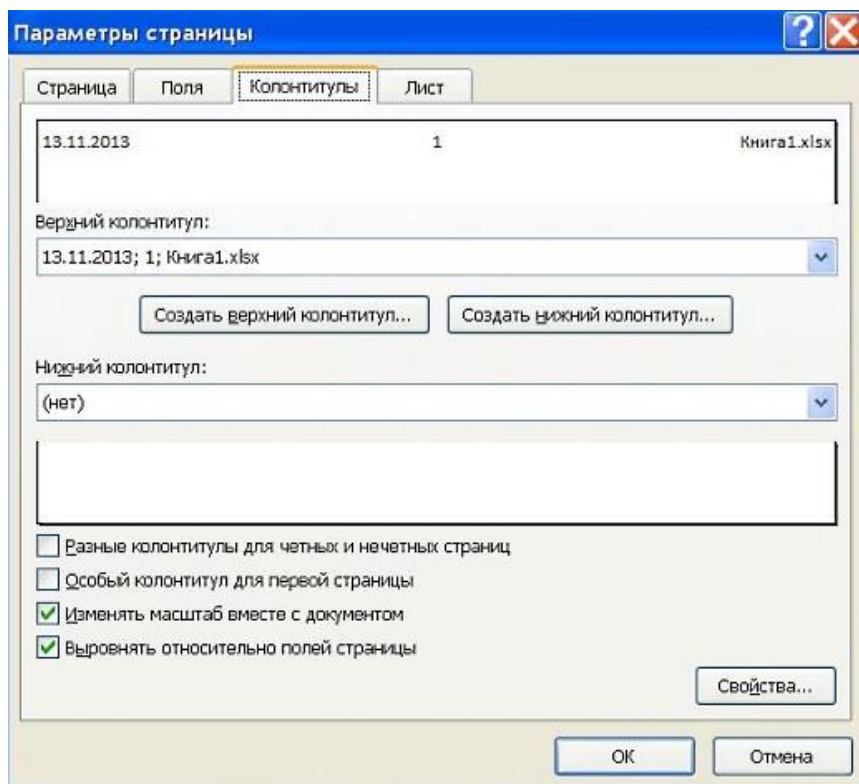 Параметры страницы
Страница Поля Колонтитулы Лист
13.11.2013 1 Книга1.xlsx
Верхний колонтитул:
13.11.2013; 1; Книга1.xlsx
Создать верхний колонтитул... Создать нижний колонтитул...
Нижний колонтитул:
(нет)
Разные колонтитулы для четных и нечетных страниц
Особый колонтитул для первой страницы
Изменять масштаб вместе с документом
Выровнять относительно полей страницы
Свойства...
ОК Отмена